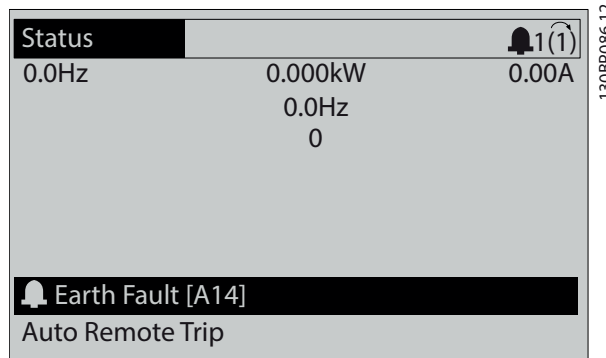 Status 1(1)
0.0Hz 0.000kW 0.00A
0.0Hz
0
Earth Fault [A14]
Auto Remote Trip
130BP086.12